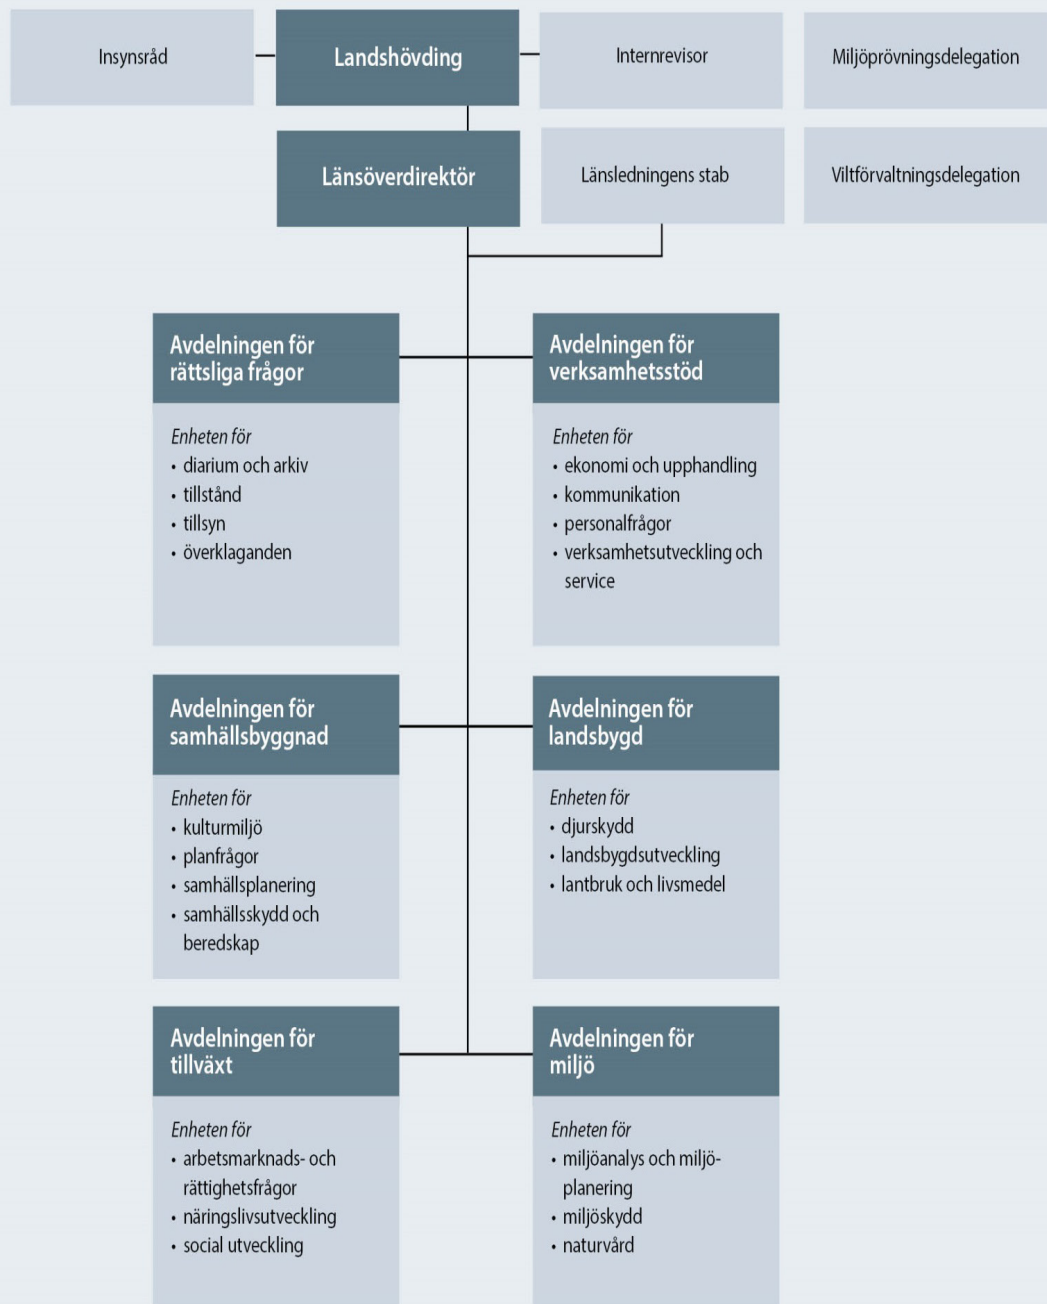 Insynsråd
Landshövding
Internrevisor
Miljöprövningsdelegation
Länsöverdirektör
Länsledningens stab
Viltförvaltningsdelegation
Avdelningen för
rättsliga frågor
Enheten för
• diarium och arkiv
• tillstånd
• tillsyn
• överklaganden
Avdelningen för
verksamhetsstöd
Enheten för
• ekonomi och upphandling
• kommunikation
• personalfrågor
• verksamhetsutveckling och
service
Avdelningen för
samhällsbyggnad
Enheten för
• kulturmiljö
• planfrågor
• samhällsplanering
• samhällsskydd och
beredskap
Avdelningen för
landsbygd
Enheten för
• djurskydd
• landsbygdsutveckling
• lantbruk och livsmedel
Avdelningen för
tillväxt
Enheten för
• arbetsmarknads- och
rättighetsfrågor
• näringslivsutveckling
• social utveckling
Avdelningen för
miljö
Enheten för
• miljöanalys och miljö-
planering
• miljöskydd
• naturvård